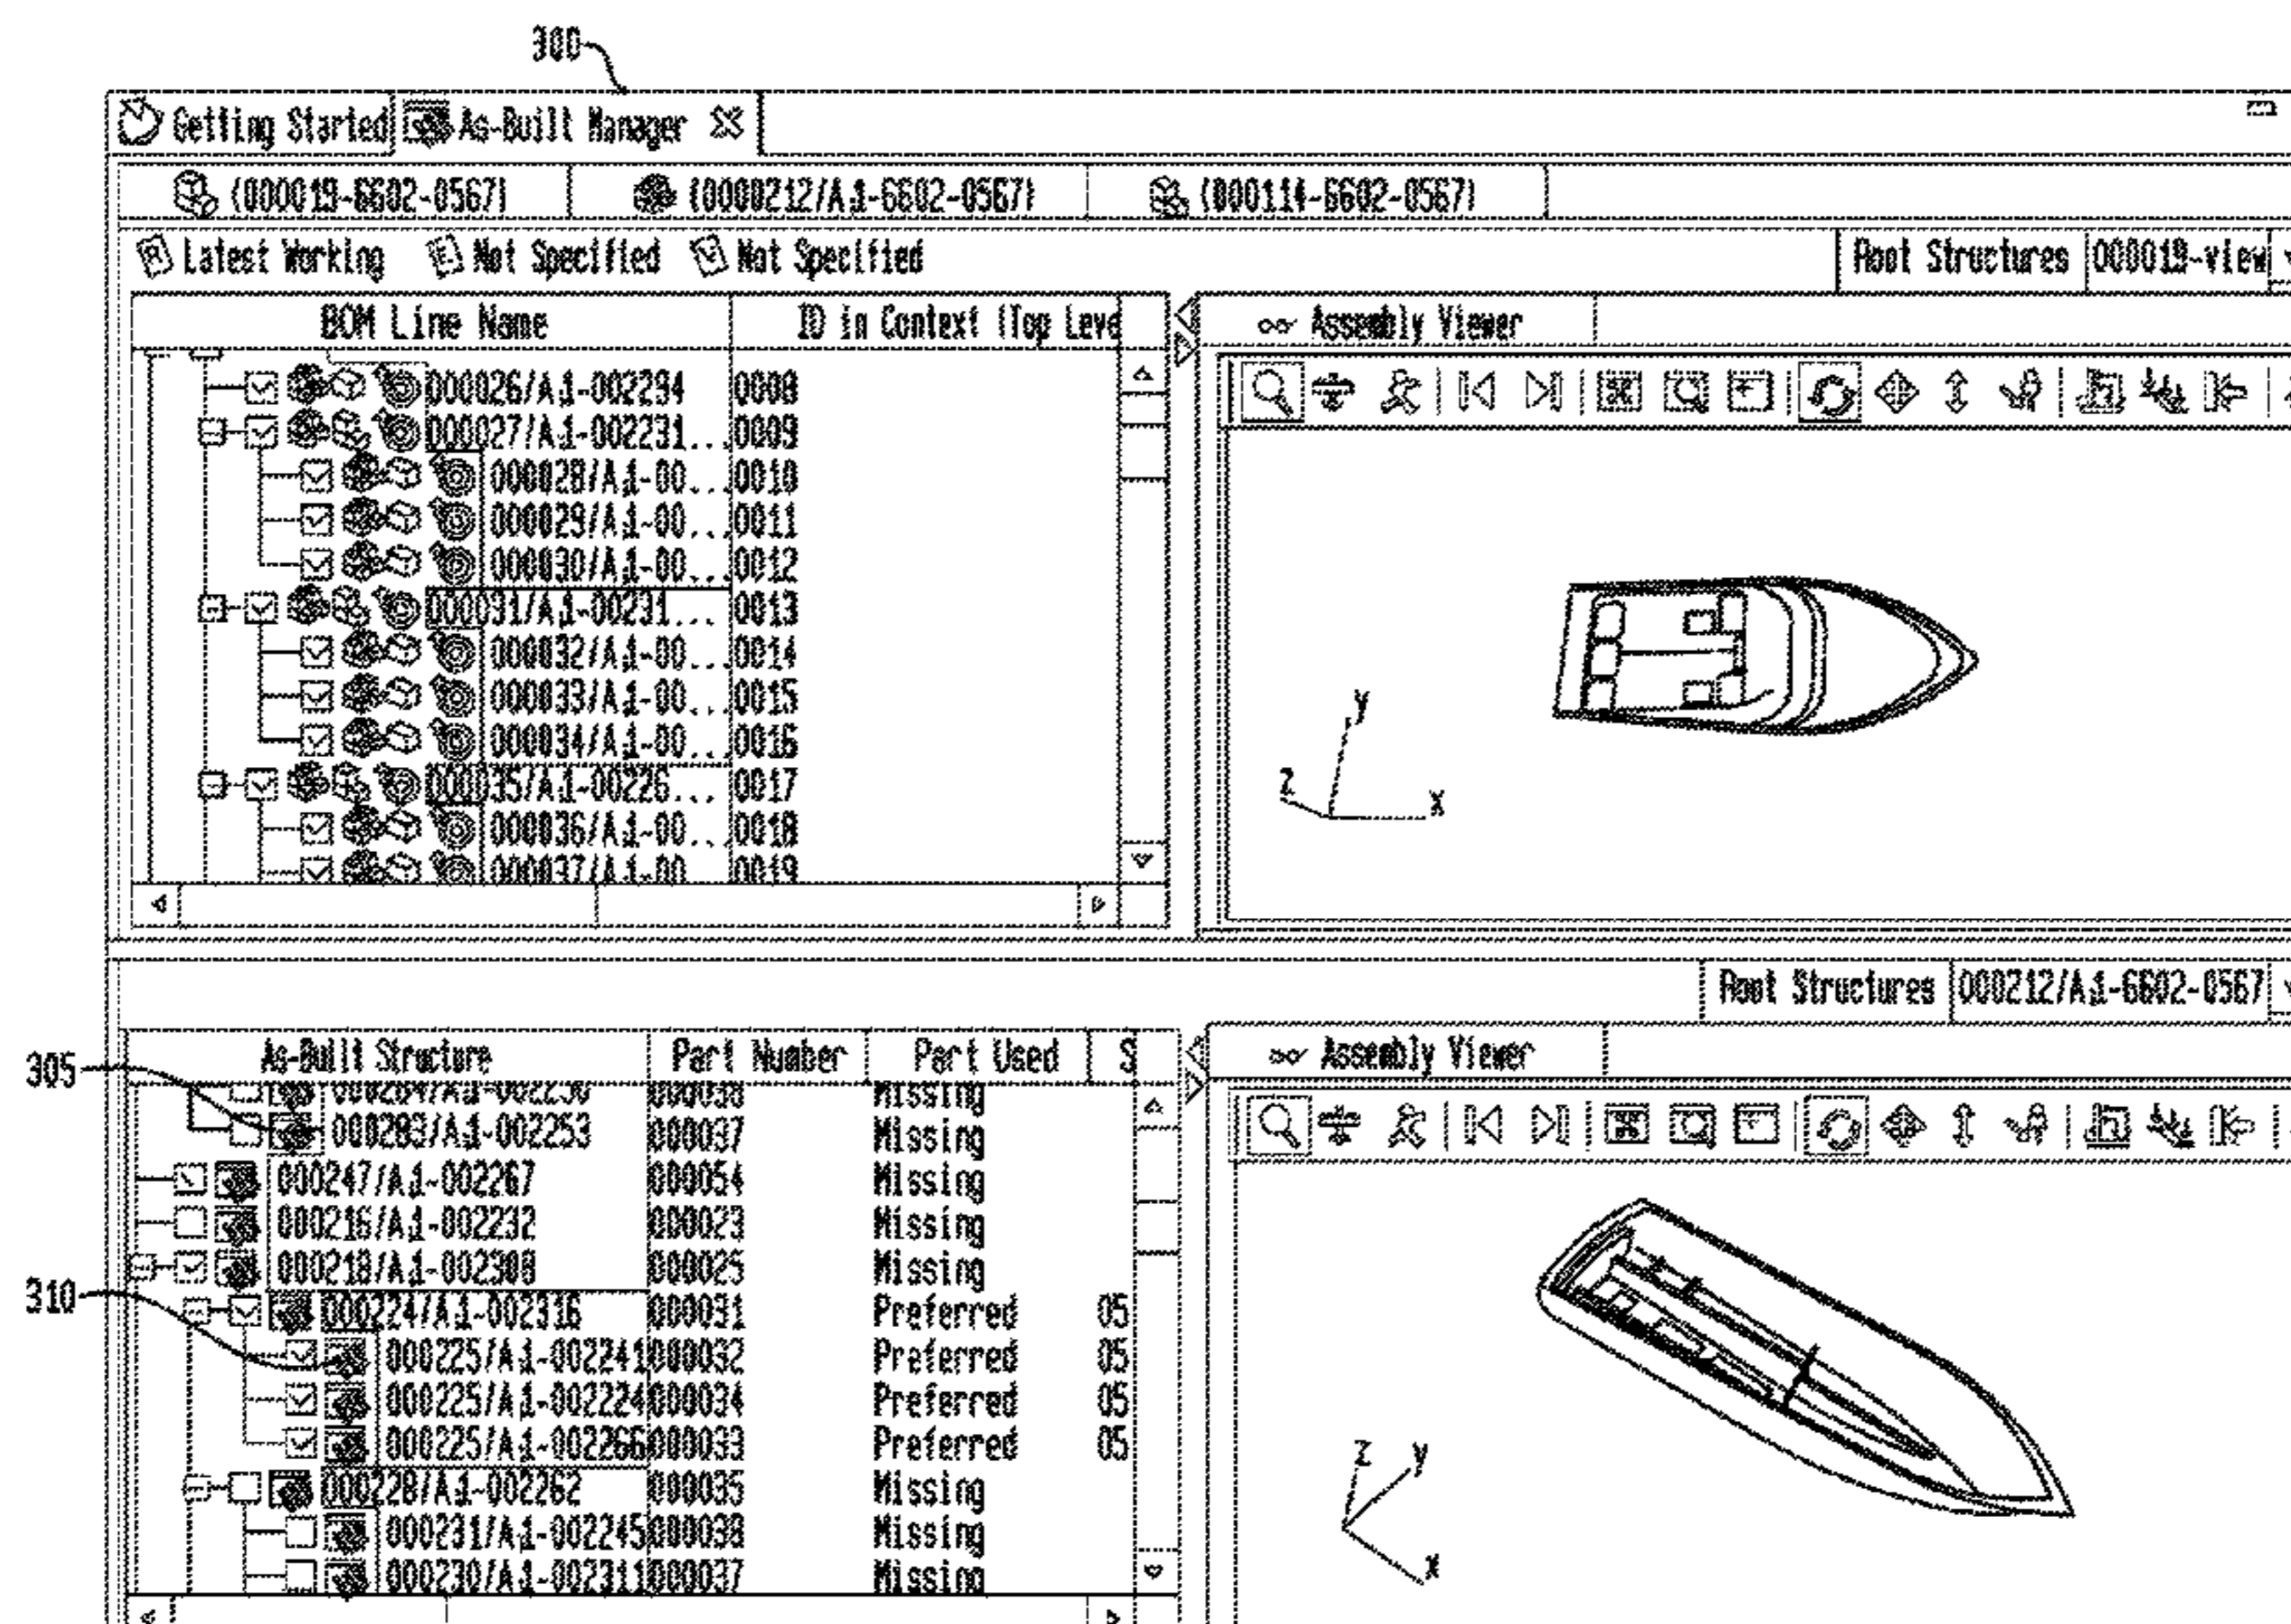 300
Getting Started As-Built Manager
(000019-6602-0567) (0000212/A;1-6602-0567) (000114-6602-0567)
Latest Working Not Specified Not Specified
Root Structures 000019-view
BOM Line Name ID in Context (Top Leve
Assembly Viewer
000026/A;1-002294 0008
000027/A;1-002231... 0009
000028/A;1-00... 0010
000029/A;1-00... 0011
000030/A;1-00... 0012
000031/A;1-00231... 0013
000032/A;1-00... 0014
000033/A;1-00... 0015
000034/A;1-00... 0016
000035/A;1-00226... 0017
000036/A;1-00... 0018
000037/A;1-00 0019
y
z
x
Root Structures 000212/A;1-6602-0567
305
As-Built Structure Part Number Part Used S
Assembly Viewer
Missing
000283/A;1-002253 000037 Missing
000247/A;1-002267 000054 Missing
000216/A;1-002232 000023 Missing
000218/A;1-002308 000025 Missing
310
000224/A;1-002316 000031 Preferred 05
000225/A;1-002241 000032 Preferred 05
000225/A;1-002224 000034 Preferred 05
000225/A;1-002266 000033 Preferred 05
000228/A;1-002262 000035 Missing
000231/A;1-002245 000038 Missing
000230/A;1-002311 000037 Missing
z
y
x